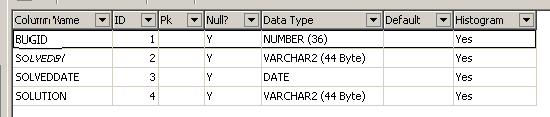 Column Name ID Pk Null? Data Type Default Histogram
BUGID 1 Y NUMBER (36) Yes
SOLVEDBY 2 Y VARCHAR2 (44 Byte) Yes
SOLVEDDATE 3 Y DATE Yes
SOLUTION 4 Y VARCHAR2 (44 Byte) Yes